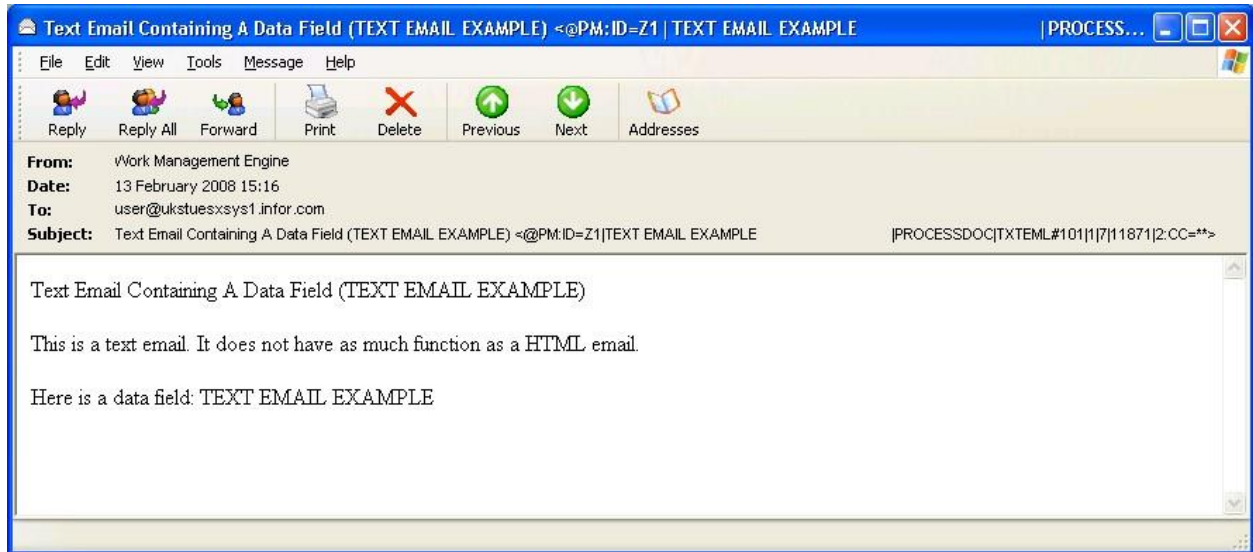 Text Email Containing A Data Field (TEXT EMAIL EXAMPLE) <@PM:ID=Z1|TEXT EMAIL EXAMPLE |PROCESS...
File Edit View Tools Message Help
Reply Reply All Forward Print Delete Previous Next Addresses
From: Work Management Engine
Date: 13 February 2008 15:16
To: user@ukstuesxsys1.infor.com
Subject: Text Email Containing A Data Field (TEXT EMAIL EXAMPLE) <@PM:ID=Z1|TEXT EMAIL EXAMPLE |PROCESSDOC|TXTEML#101|1|7|11871|2:CC=**>
Text Email Containing A Data Field (TEXT EMAIL EXAMPLE)
This is a text email. It does not have as much function as a HTML email.
Here is a data field: TEXT EMAIL EXAMPLE